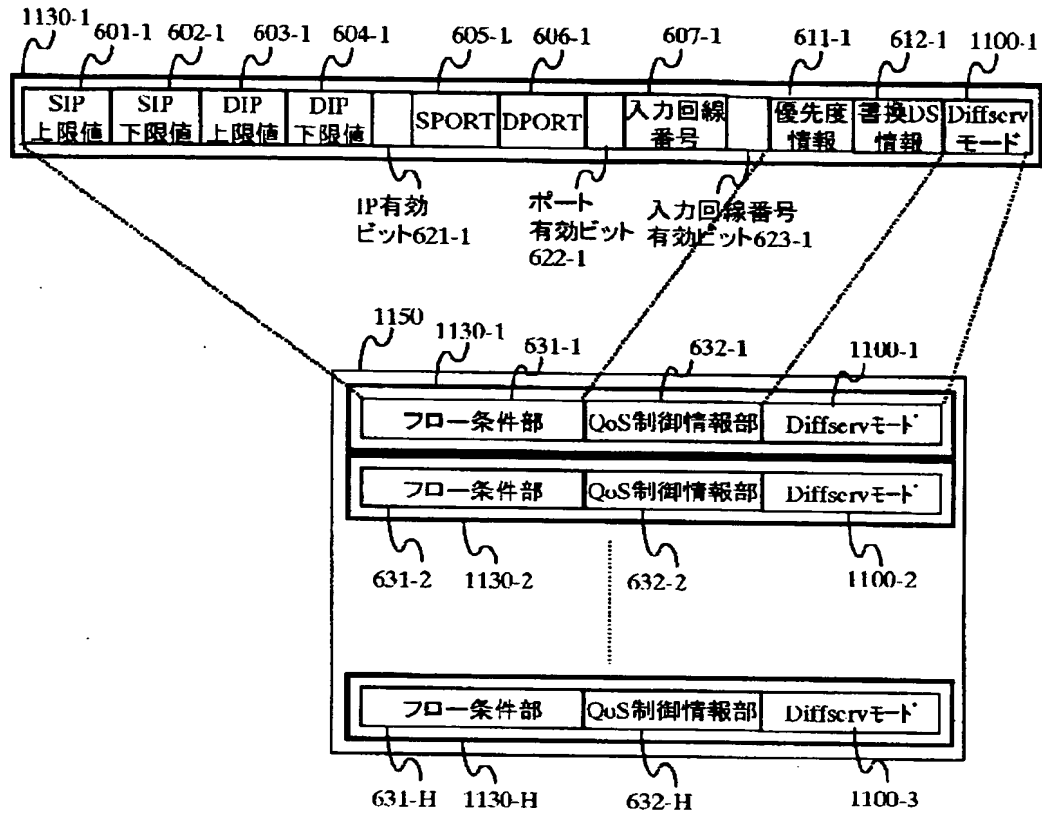 1130-1
601-1
602-1
603-1
604-1
605-1
606-1
607-1
611-1
612-1
1100-1
SIP
上限値
SIP
下限値
DIP
上限値
DIP
下限値
SPORT
DPORT
入力回線
番号
優先度
情報
書換DS
情報
Diffserv
モード
IP有効
ビット621-1
ポート
有効ビット
622-1
入力回線番号
有効ビット623-1
1150
1130-1
631-1
632-1
1100-1
フロー条件部
QoS制御情報部
Diffservモード
フロー条件部
QoS制御情報部
Diffservモード
631-2
1130-2
632-2
1100-2
フロー条件部
QoS制御情報部
Diffservモード
631-H
1130-H
632-H
1100-3